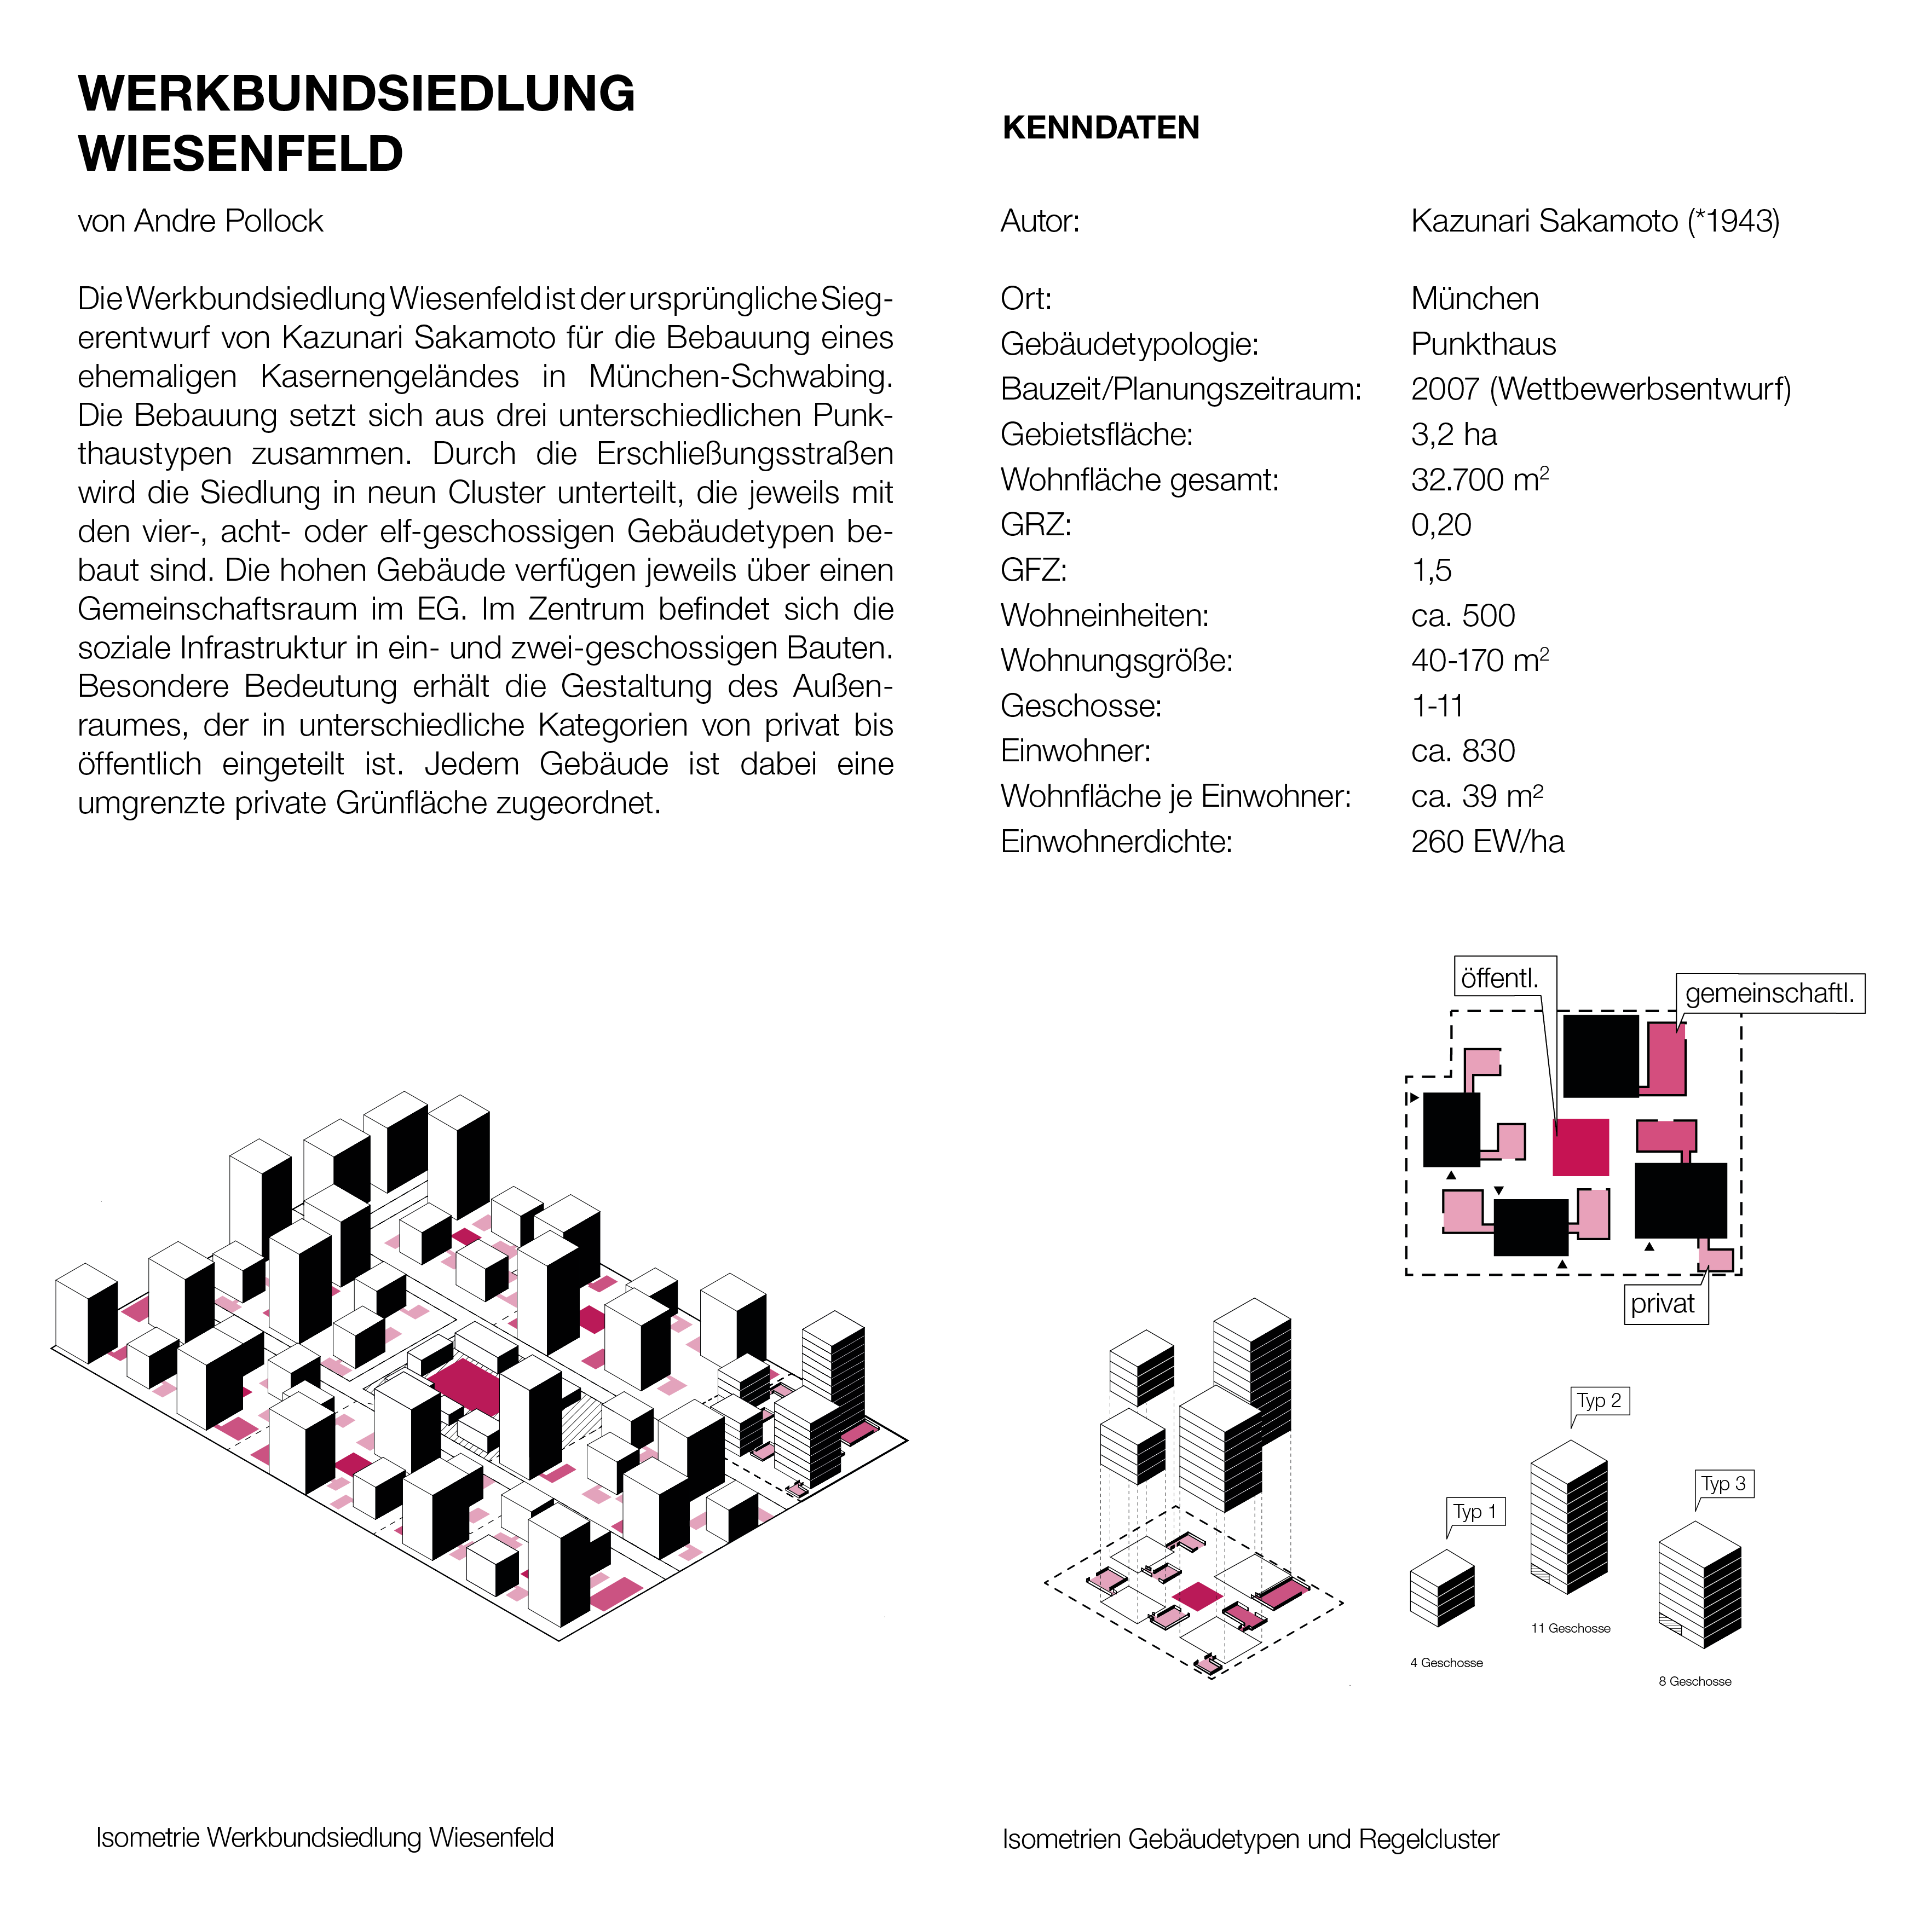 WERKBUNDSIEDLUNG
WIESENFELD
von Andre Pollock
Die Werkbundsiedlung Wiesenfeld ist der ursprüngliche Sieg-
erentwurf von Kazunari Sakamoto für die Bebauung eines
ehemaligen Kasernengeländes in München-Schwabing.
Die Bebauung setzt sich aus drei unterschiedlichen Punk-
thaustypen zusammen. Durch die Erschließungsstraßen
wird die Siedlung in neun Cluster unterteilt, die jeweils mit
den vier-, acht- oder elf-geschossigen Gebäudetypen be-
baut sind. Die hohen Gebäude verfügen jeweils über einen
Gemeinschaftsraum im EG. Im Zentrum befindet sich die
soziale Infrastruktur in ein- und zwei-geschossigen Bauten.
Besondere Bedeutung erhält die Gestaltung des Außen-
raumes, der in unterschiedliche Kategorien von privat bis
öffentlich eingeteilt ist. Jedem Gebäude ist dabei eine
umgrenzte private Grünfläche zugeordnet.
KENNDATEN
Autor: Kazunari Sakamoto (*1943)
Ort: München
Gebäudetypologie: Punkthaus
Bauzeit/Planungszeitraum: 2007 (Wettbewerbsentwurf)
Gebietsfläche: 3,2 ha
Wohnfläche gesamt: 32.700 m²
GRZ: 0,20
GFZ: 1,5
Wohneinheiten: ca. 500
Wohnungsgröße: 40-170 m²
Geschosse: 1-11
Einwohner: ca. 830
Wohnfläche je Einwohner: ca. 39 m²
Einwohnerdichte: 260 EW/ha
öffentl.
gemeinschaftl.
privat
Typ 2
Typ 3
Typ 1
11 Geschosse
4 Geschosse
8 Geschosse
Isometrie Werkbundsiedlung Wiesenfeld
Isometrien Gebäudetypen und Regelcluster